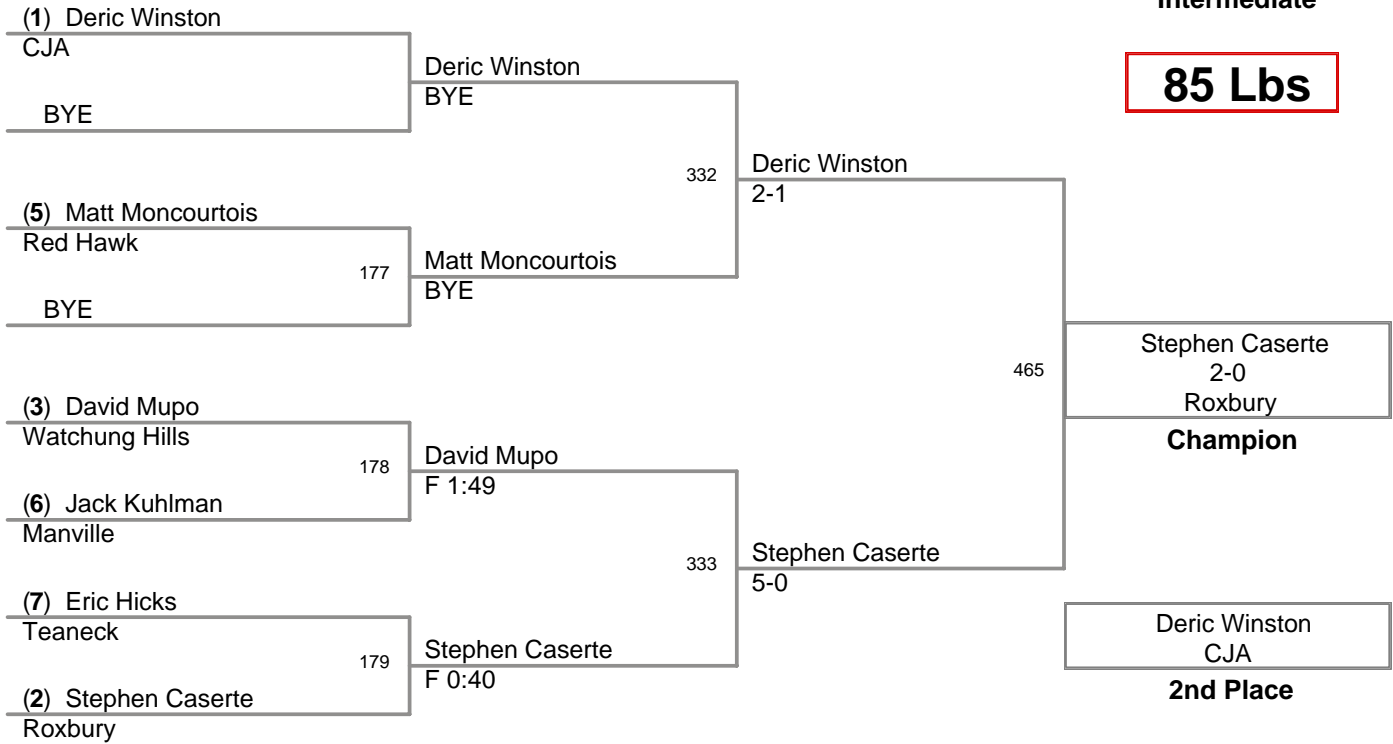 Intermediate
85 Lbs
(1) Deric Winston
CJA
BYE
(5) Matt Moncourtois
Red Hawk
BYE
(3) David Mupo
Watchung Hills
(6) Jack Kuhlman
Manville
(7) Eric Hicks
Teaneck
(2) Stephen Caserte
Roxbury
177
178
179
Deric Winston
BYE
Matt Moncourtois
BYE
David Mupo
F 1:49
Stephen Caserte
F 0:40
332
333
Deric Winston
2-1
Stephen Caserte
5-0
465
Stephen Caserte
2-0
Roxbury
Champion
Deric Winston
CJA
2nd Place